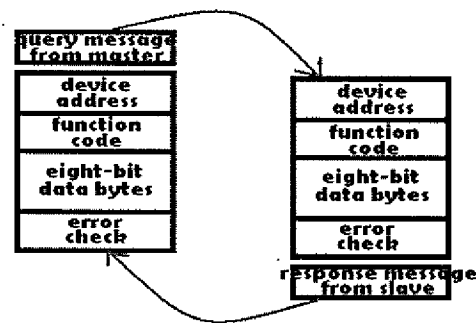 query message
from master
device
address
function
code
eight-bit
data bytes
error
check
device
address
function
code
eight-bit
data bytes
error
check
response message
from slave